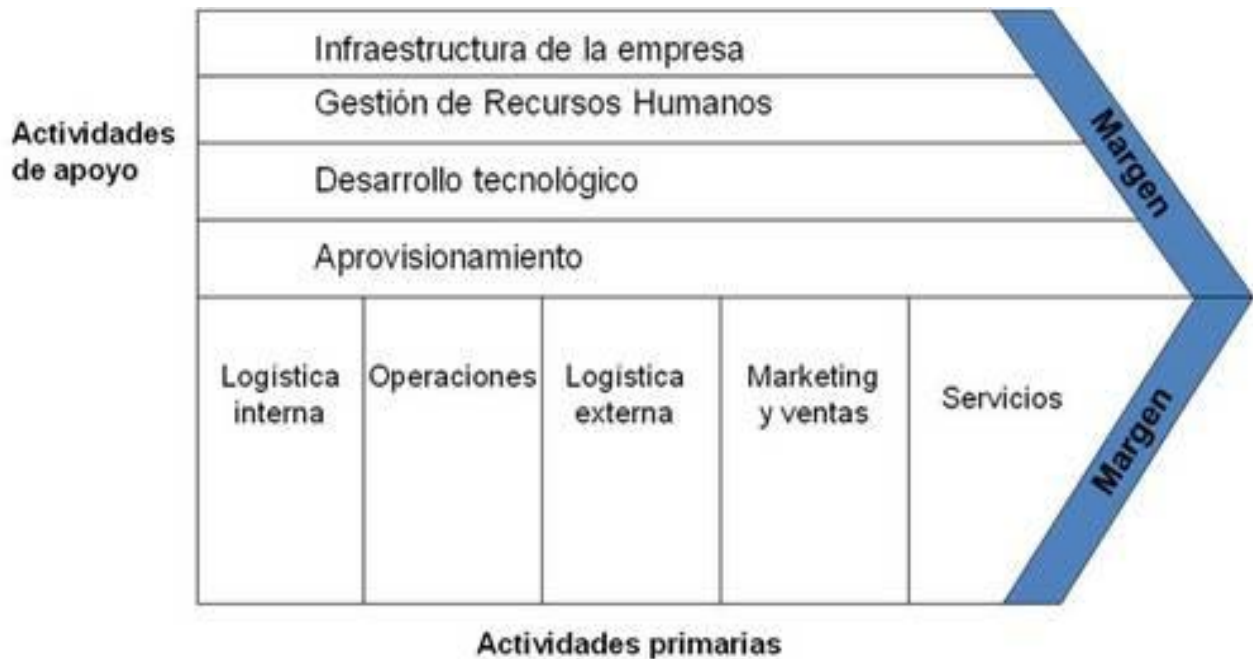 Infraestructura de la empresa
Gestión de Recursos Humanos
Actividades
de apoyo
Desarrollo tecnológico
Aprovisionamiento
Margen
Logística
interna
Operaciones
Logística
externa
Marketing
y ventas
Servicios
Margen
Actividades primarias